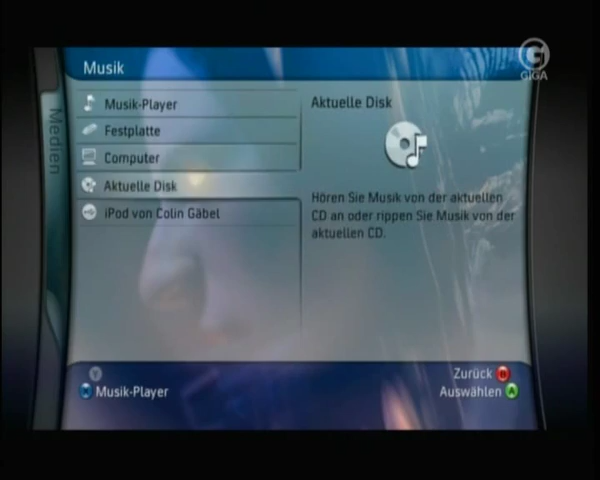 G
GIGA
Musik
Medien
Musik-Player
Festplatte
Computer
Aktuelle Disk
iPod von Colin Gäbel
Aktuelle Disk
Hören Sie Musik von der aktuellen
CD an oder rippen Sie Musik von der
aktuellen CD.
Y
X Musik-Player
Zurück B
Auswählen A